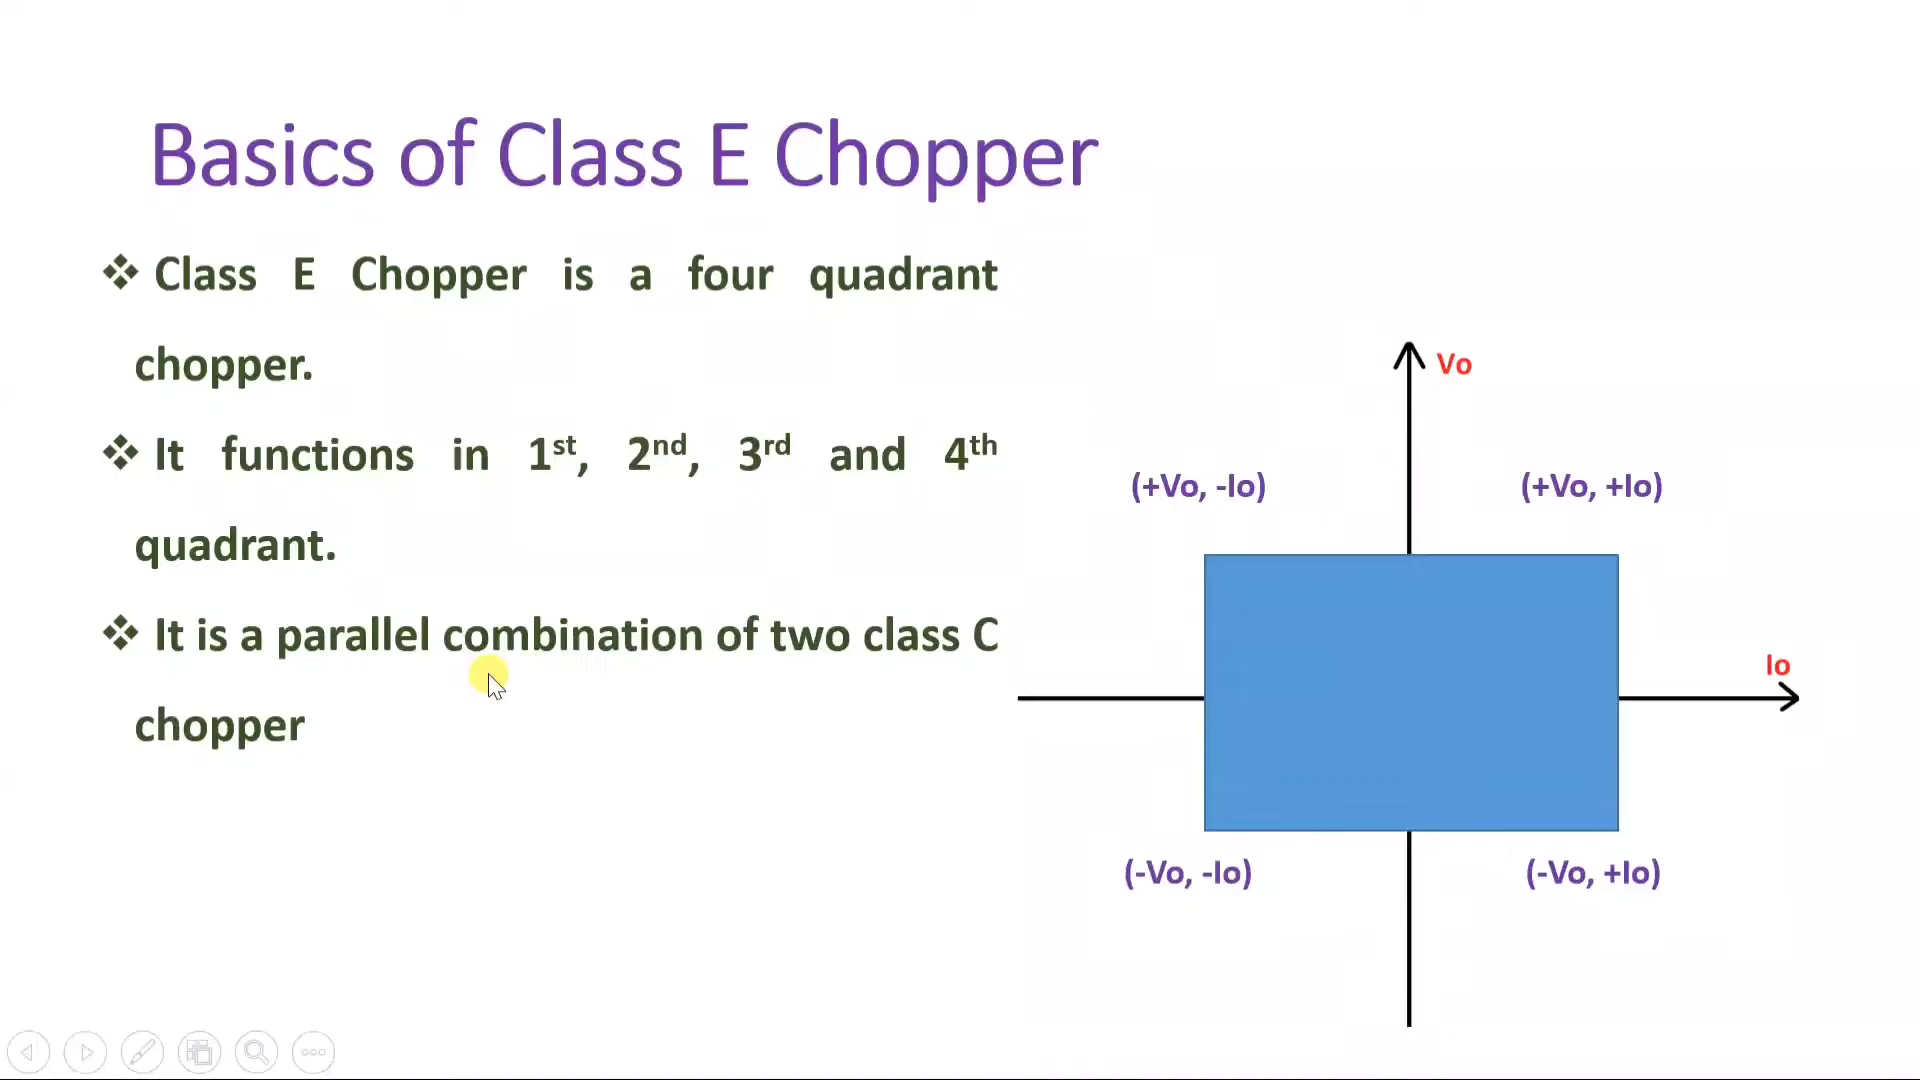 Basics of Class E Chopper
❖ Class E Chopper is a four quadrant
chopper.
❖ It functions in 1st, 2nd, 3rd and 4th
quadrant.
❖ It is a parallel combination of two class C
chopper
Vo
(+Vo, -Io)
(+Vo, +Io)
Io
(-Vo, -Io)
(-Vo, +Io)